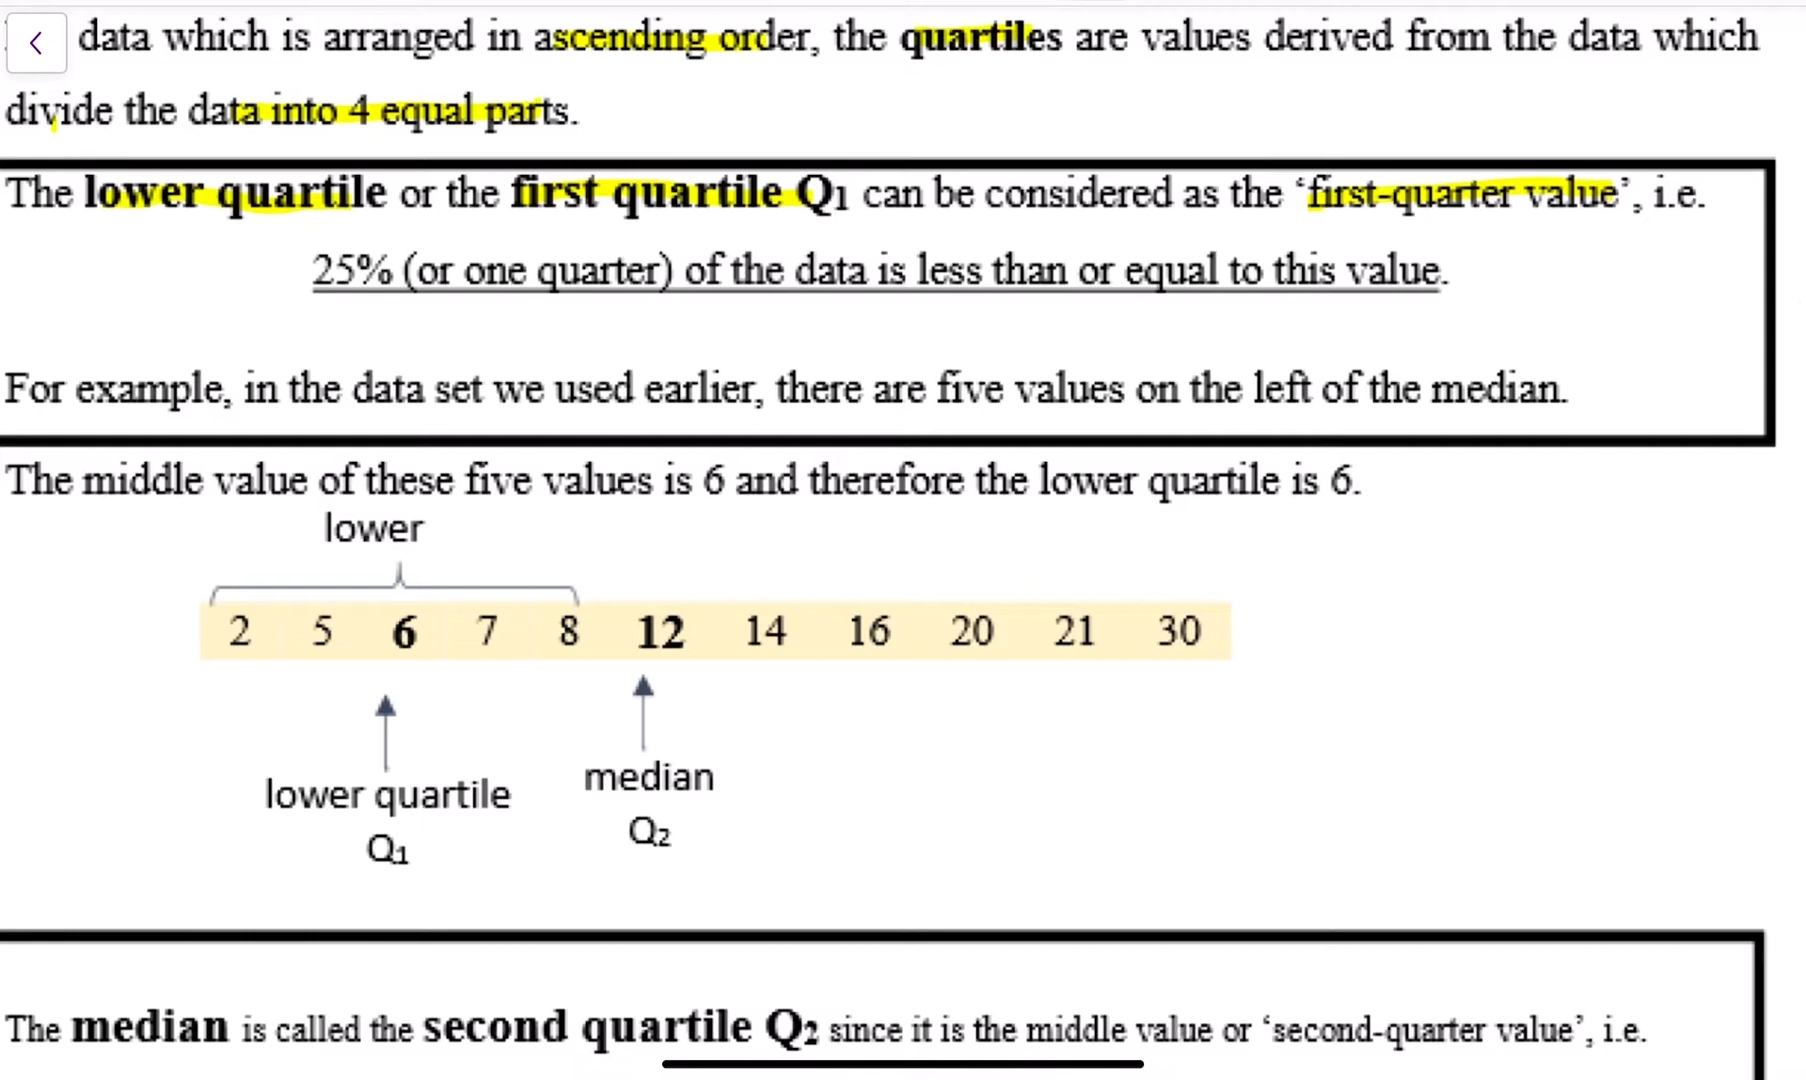 data which is arranged in ascending order, the quartiles are values derived from the data which
divide the data into 4 equal parts.
The lower quartile or the first quartile Q1 can be considered as the ‘first-quarter value’, i.e.
25% (or one quarter) of the data is less than or equal to this value.
For example, in the data set we used earlier, there are five values on the left of the median.
The middle value of these five values is 6 and therefore the lower quartile is 6.
lower
2 5 6 7 8 12 14 16 20 21 30
lower quartile
Q1
median
Q2
The median is called the second quartile Q2 since it is the middle value or ‘second-quarter value’, i.e.